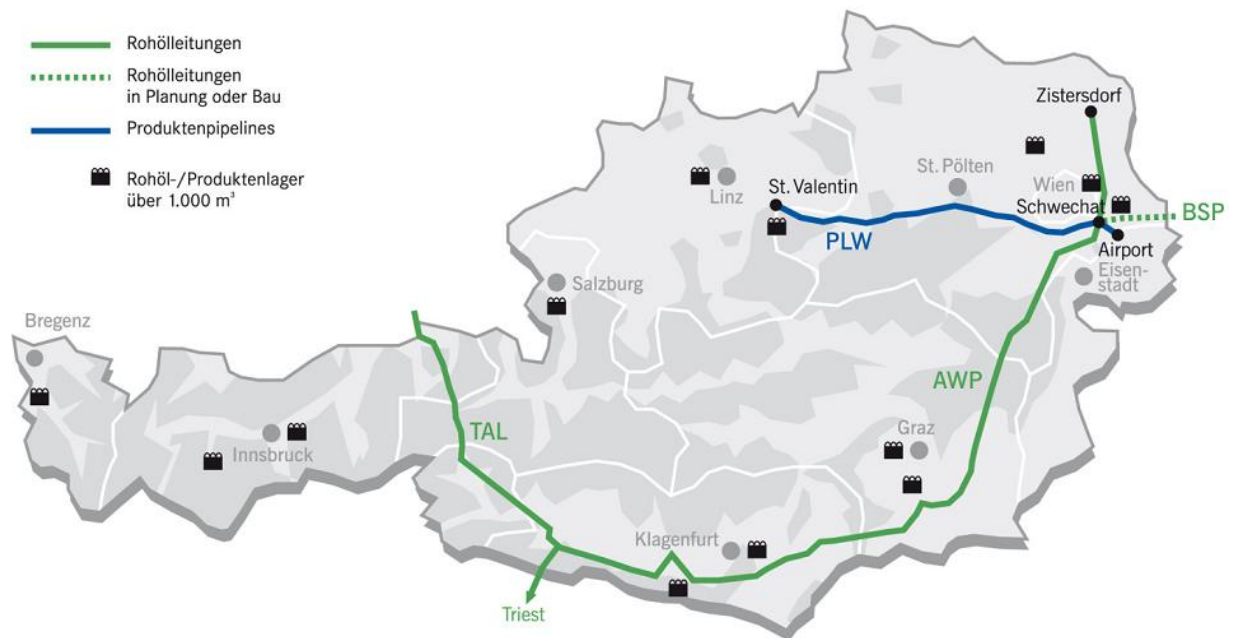 Rohölleitungen
Rohölleitungen
in Planung oder Bau
Produktenpipelines
Rohöl-/Produktenlager
über 1.000 m³
Zistersdorf
Linz
St. Valentin
St. Pölten
Wien
Schwechat
BSP
PLW
Airport
Eisen-
stadt
Salzburg
Bregenz
AWP
TAL
Graz
Innsbruck
Klagenfurt
Triest